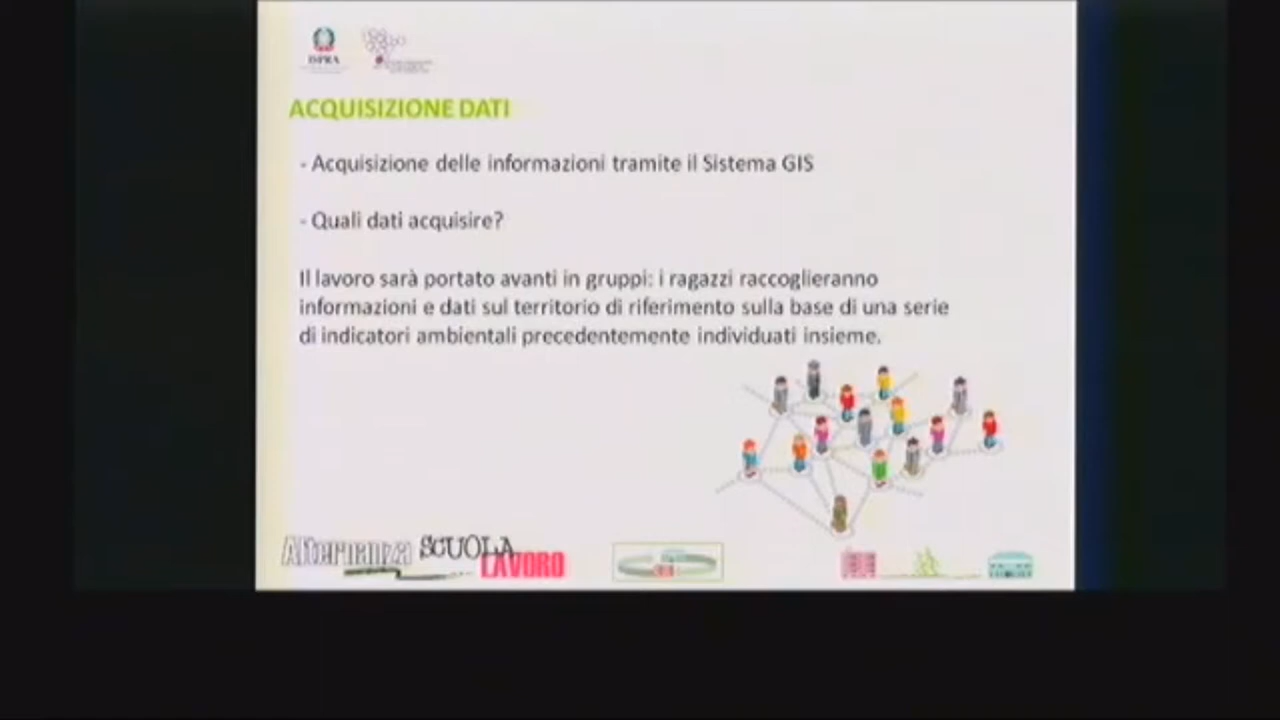 ISPRA
ACQUISIZIONE DATI
- Acquisizione delle informazioni tramite il Sistema GIS
- Quali dati acquisire?
Il lavoro sarà portato avanti in gruppi: i ragazzi raccoglieranno
informazioni e dati sul territorio di riferimento sulla base di una serie
di indicatori ambientali precedentemente individuati insieme.
Alternanza SCUOLA
LAVORO